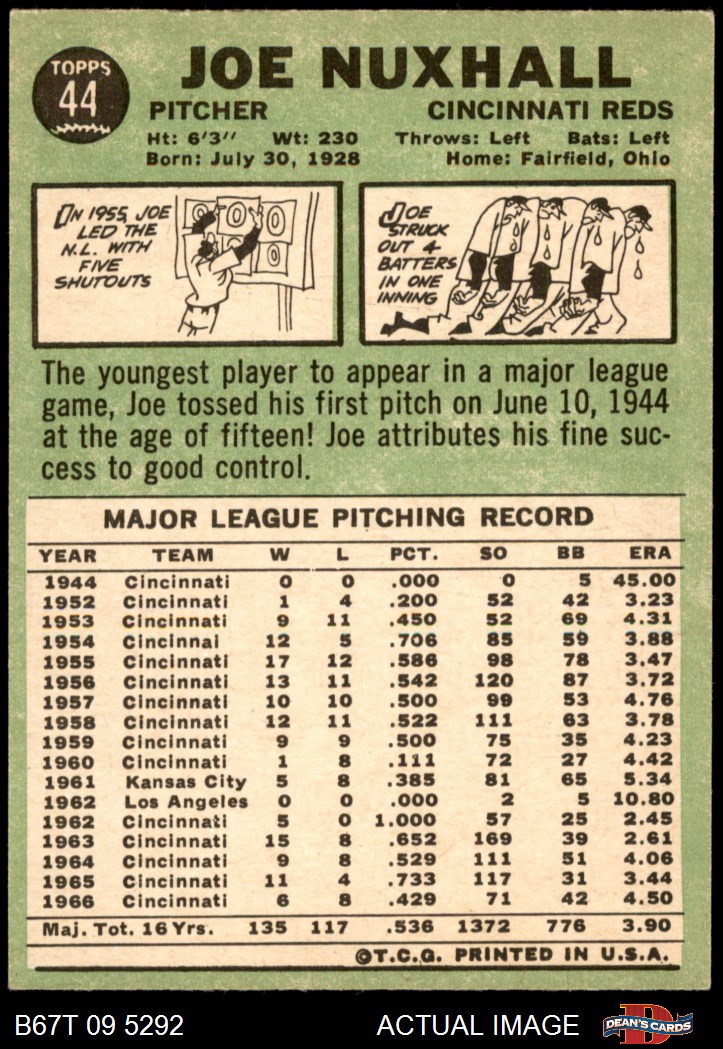 TOPPS
44
JOE NUXHALL
PITCHER CINCINNATI REDS
Ht: 6'3" Wt: 230 Throws: Left Bats: Left
Born: July 30, 1928 Home: Fairfield, Ohio
IN 1955, JOE
LED THE
N.L. WITH
FIVE
SHUTOUTS
0 0 0
0 0
JOE
STRUCK
OUT 4
BATTERS
IN ONE
INNING
The youngest player to appear in a major league
game, Joe tossed his first pitch on June 10, 1944
at the age of fifteen! Joe attributes his fine suc-
cess to good control.
MAJOR LEAGUE PITCHING RECORD
YEAR TEAM W L PCT. SO BB ERA
1944 Cincinnati 0 0 .000 0 5 45.00
1952 Cincinnati 1 4 .200 52 42 3.23
1953 Cincinnati 9 11 .450 52 69 4.31
1954 Cincinnai 12 5 .706 85 59 3.88
1955 Cincinnati 17 12 .586 98 78 3.47
1956 Cincinnati 13 11 .542 120 87 3.72
1957 Cincinnati 10 10 .500 99 53 4.76
1958 Cincinnati 12 11 .522 111 63 3.78
1959 Cincinnati 9 9 .500 75 35 4.23
1960 Cincinnati 1 8 .111 72 27 4.42
1961 Kansas City 5 8 .385 81 65 5.34
1962 Los Angeles 0 0 .000 2 5 10.80
1962 Cincinnati 5 0 1.000 57 25 2.45
1963 Cincinnati 15 8 .652 169 39 2.61
1964 Cincinnati 9 8 .529 111 51 4.06
1965 Cincinnati 11 4 .733 117 31 3.44
1966 Cincinnati 6 8 .429 71 42 4.50
Maj. Tot. 16 Yrs. 135 117 .536 1372 776 3.90
©T.C.G. PRINTED IN U.S.A.
B67T 09 5292 ACTUAL IMAGE D DEAN'S CARDS